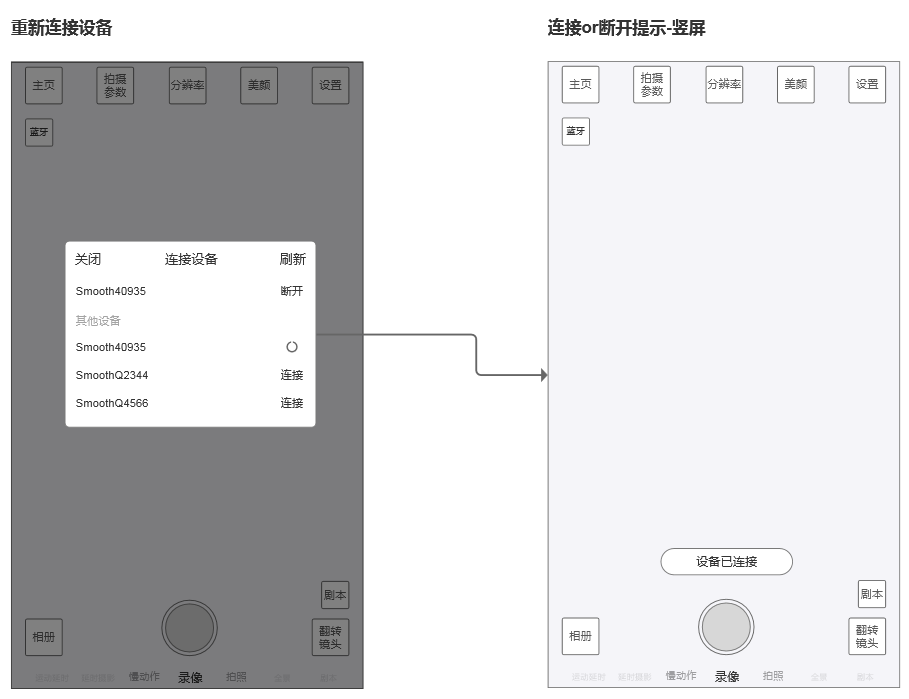 重新连接设备
连接or断开提示-竖屏
主页
拍摄
参数
分辨率
美颜
设置
蓝牙
关闭 连接设备 刷新
Smooth40935 断开
其他设备
Smooth40935
SmoothQ2344 连接
SmoothQ4566 连接
剧本
相册
翻转
镜头
运动延时 延时摄影 慢动作 录像 拍照 全景 剧本
主页
拍摄
参数
分辨率
美颜
设置
蓝牙
设备已连接
剧本
相册
翻转
镜头
运动延时 延时摄影 慢动作 录像 拍照 全景 剧本